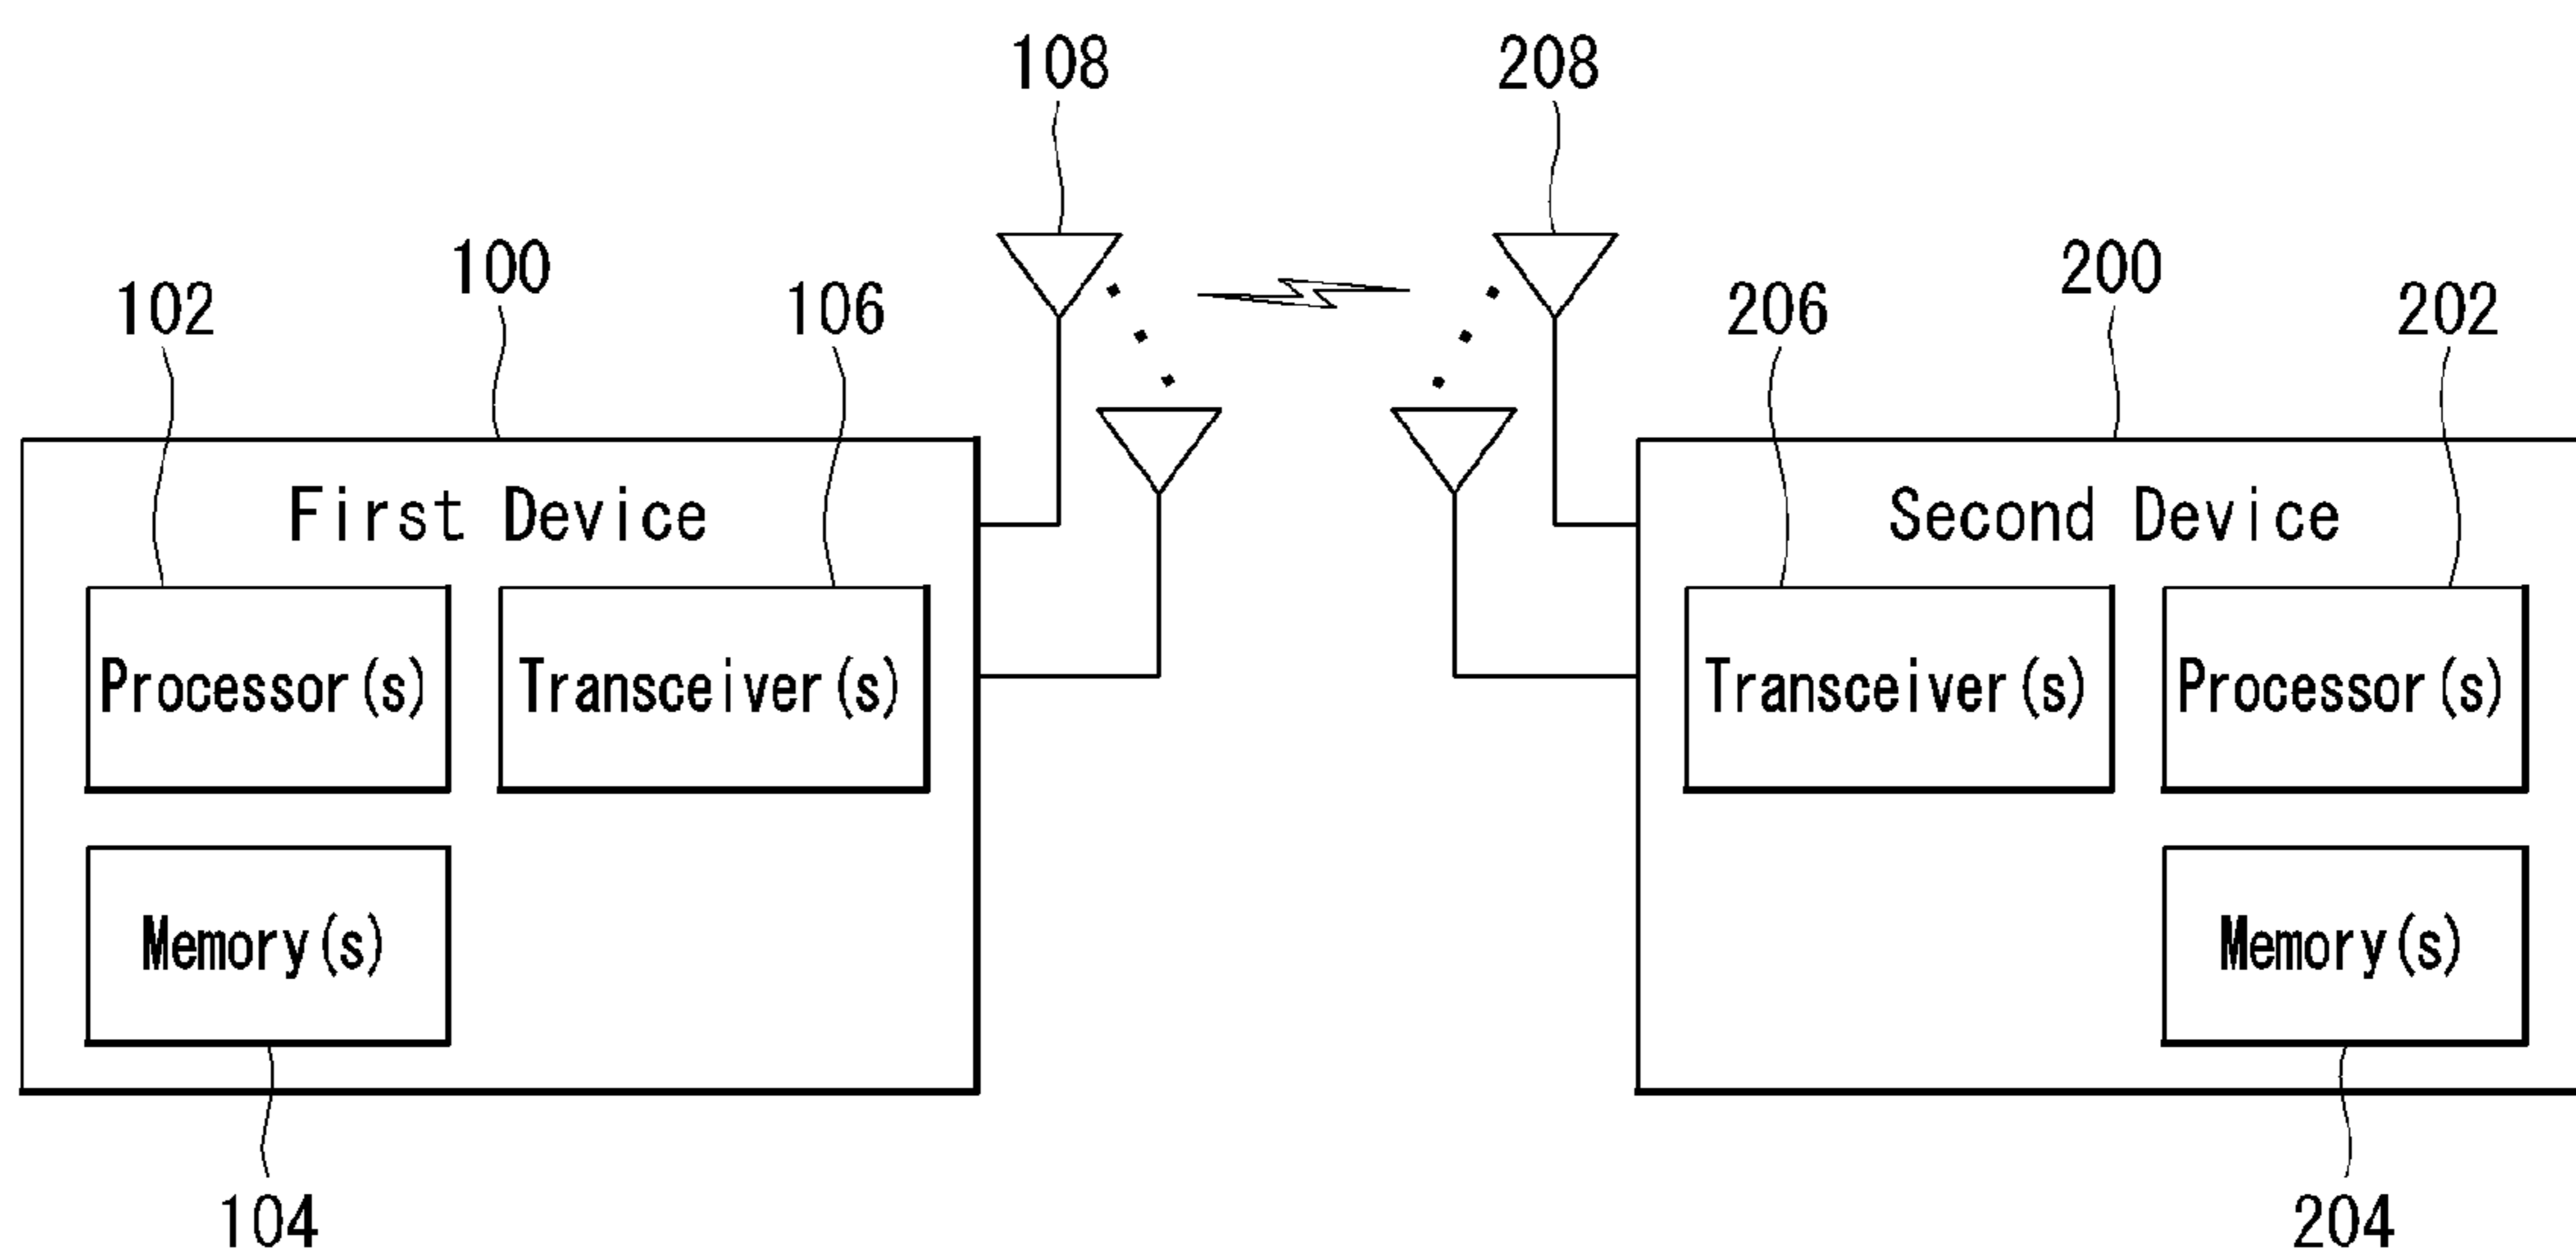 108 208
100 200
102 106 206 202
First Device Second Device
Processor(s) Transceiver(s) Transceiver(s) Processor(s)
Memory(s) Memory(s)
104 204